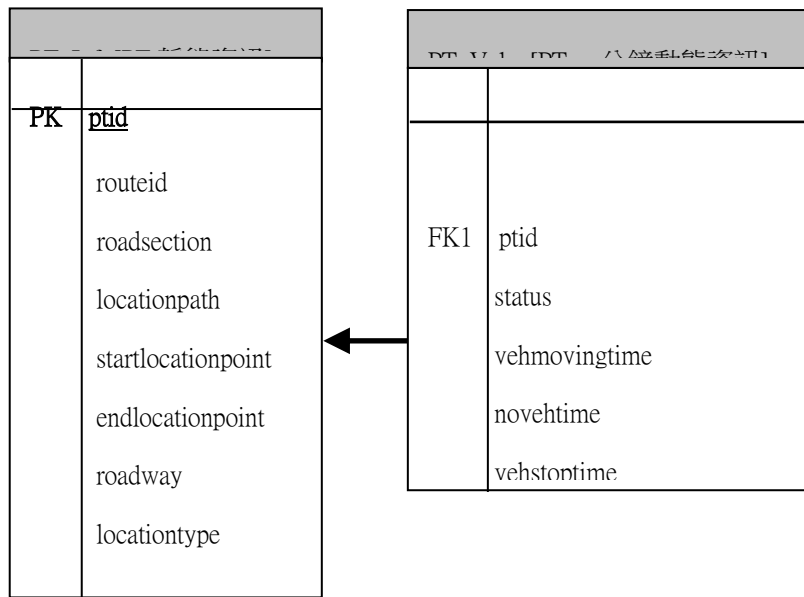 PK ptid
routeid
roadsection
locationpath
startlocationpoint
endlocationpoint
roadway
locationtype
FK1 ptid
status
vehmovingtime
novehtime
vehstoptime